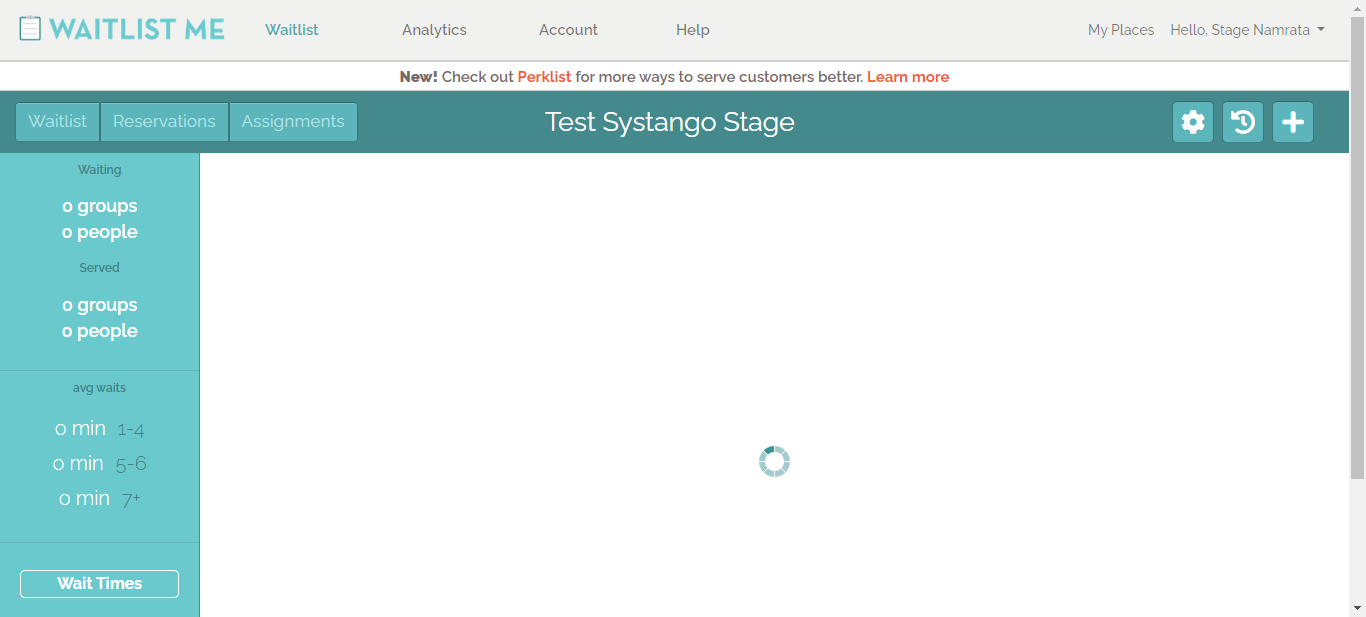 WAITLIST ME Waitlist Analytics Account Help My Places Hello, Stage Namrata
New! Check out Perklist for more ways to serve customers better. Learn more
Waitlist Reservations Assignments Test Systango Stage
Waiting
0 groups
0 people
Served
0 groups
0 people
avg waits
0 min 1-4
0 min 5-6
0 min 7+
Wait Times